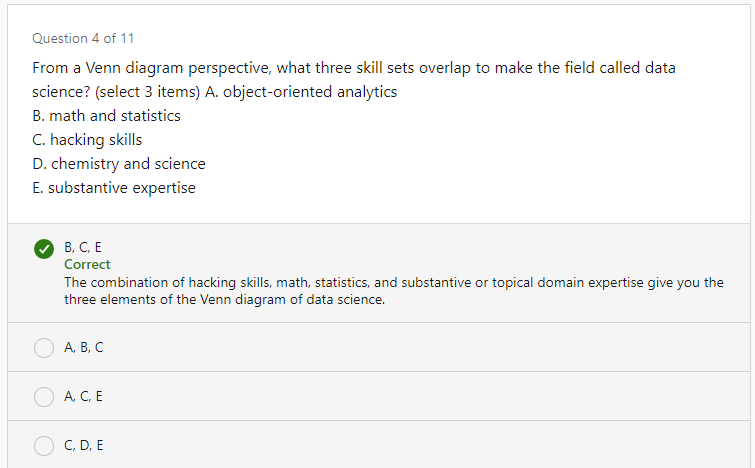 Question 4 of 11
From a Venn diagram perspective, what three skill sets overlap to make the field called data
science? (select 3 items) A. object-oriented analytics
B. math and statistics
C. hacking skills
D. chemistry and science
E. substantive expertise
B, C, E
Correct
The combination of hacking skills, math, statistics, and substantive or topical domain expertise give you the
three elements of the Venn diagram of data science.
A, B, C
A, C, E
C, D, E